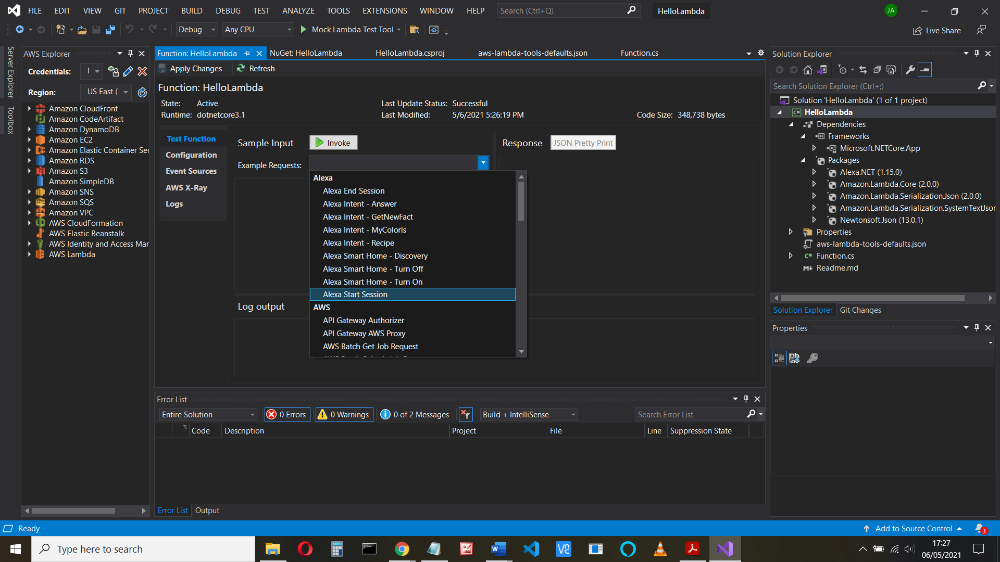 FILE EDIT VIEW GIT PROJECT BUILD DEBUG TEST ANALYZE TOOLS EXTENSIONS WINDOW HELP Search (Ctrl+Q) HelloLambda JA
Debug Any CPU Mock Lambda Test Tool Live Share
Server Explorer
Toolbox
AWS Explorer
Credentials:
Region: US East (
Amazon CloudFront
Amazon CodeArtifact
Amazon DynamoDB
Amazon EC2
Amazon Elastic Container Ser
Amazon RDS
Amazon S3
Amazon SimpleDB
Amazon SNS
Amazon SQS
Amazon VPC
AWS CloudFormation
AWS Elastic Beanstalk
AWS Identity and Access Mar
AWS Lambda
Function: HelloLambda NuGet: HelloLambda HelloLambda.csproj aws-lambda-tools-defaults.json Function.cs
Apply Changes Refresh
Function: HelloLambda
State: Active Last Update Status: Successful
Runtime: dotnetcore3.1 Last Modified: 5/6/2021 5:26:19 PM Code Size: 348,738 bytes
Test Function
Configuration
Event Sources
AWS X-Ray
Logs
Sample Input Invoke Response JSON Pretty Print
Example Requests:
Alexa
Alexa End Session
Alexa Intent - Answer
Alexa Intent - GetNewFact
Alexa Intent - MyColorIs
Alexa Intent - Recipe
Alexa Smart Home - Discovery
Alexa Smart Home - Turn Off
Alexa Smart Home - Turn On
Alexa Start Session
AWS
API Gateway Authorizer
API Gateway AWS Proxy
AWS Batch Get Job Request
Log output
Error List
Entire Solution 0 Errors 0 Warnings 0 of 2 Messages Build + IntelliSense Search Error List
Code Description Project File Line Suppression State
Error List Output
Solution Explorer
Search Solution Explorer (Ctrl+;)
Solution 'HelloLambda' (1 of 1 project)
C# HelloLambda
Dependencies
Frameworks
Microsoft.NETCore.App
Packages
Alexa.NET (1.15.0)
Amazon.Lambda.Core (2.0.0)
Amazon.Lambda.Serialization.Json (2.0.0)
Amazon.Lambda.Serialization.SystemTextJson
Newtonsoft.Json (13.0.1)
Properties
aws-lambda-tools-defaults.json
C# Function.cs
Readme.md
Solution Explorer Git Changes
Properties
Ready Add to Source Control 3
Type here to search 17:27
06/05/2021